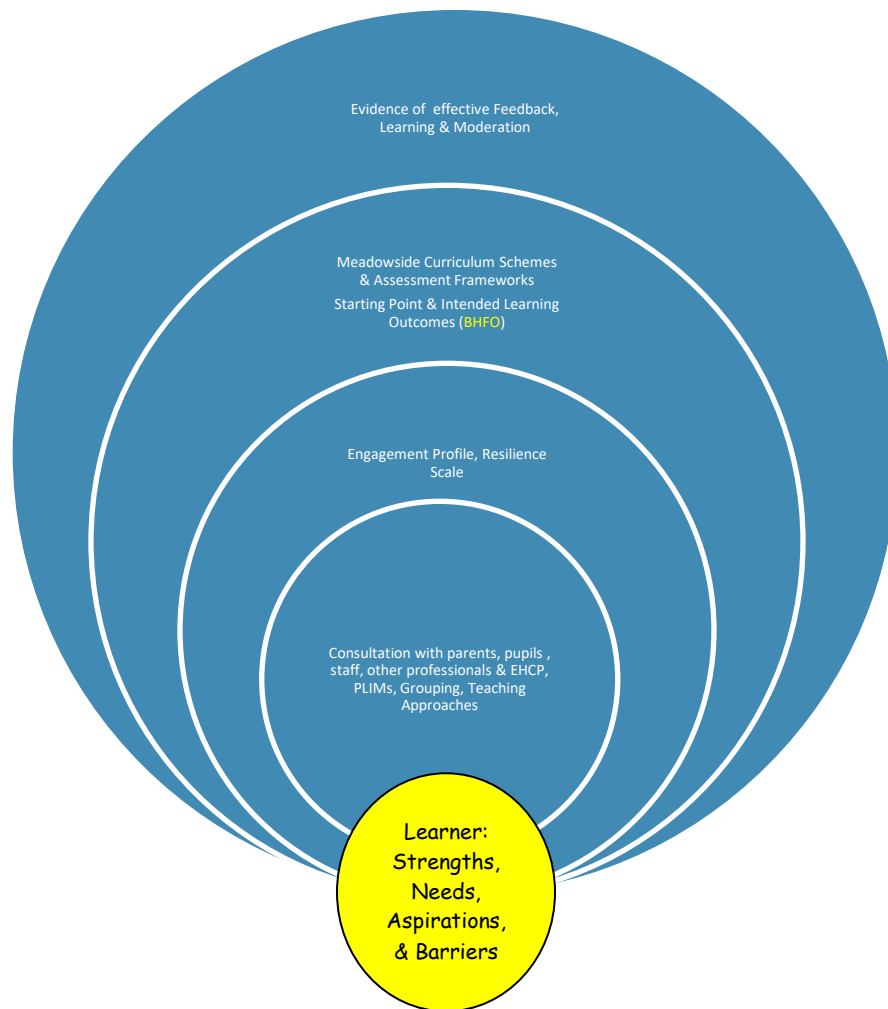 Evidence of  effective Feedback,
Learning & Moderation
Meadowside Curriculum Schemes
& Assessment Frameworks
Starting Point & Intended Learning
Outcomes (BHFO)
Engagement Profile, Resilience
Scale
Consultation with parents, pupils ,
staff, other professionals & EHCP,
PLIMs, Grouping, Teaching
Approaches
Learner:
Strengths,
Needs,
Aspirations,
& Barriers